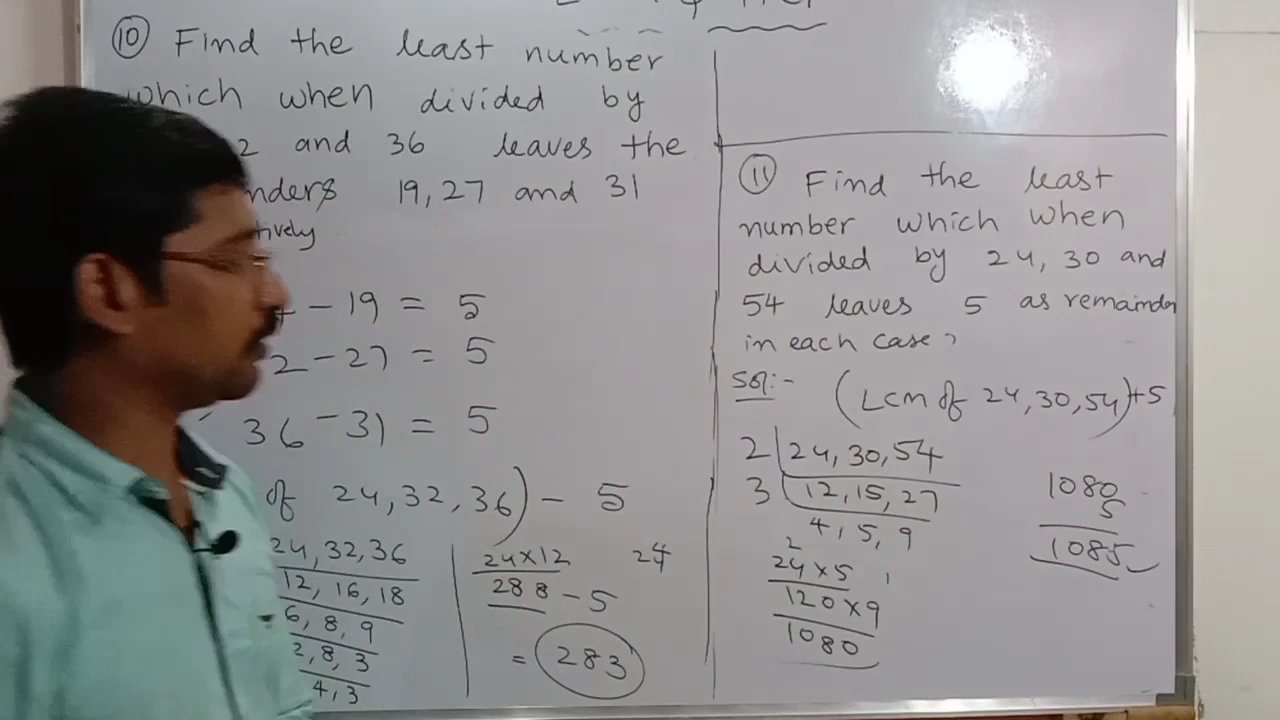 10 Find the least number
which when divided by
2 and 36 leaves the
nders 19, 27 and 31
tively
- 19 = 5
2 - 27 = 5
36 - 31 = 5
of 24, 32, 36) - 5
24, 32, 36
12, 16, 18
6, 8, 9
2, 8, 3
4, 3
24 x 12
288 - 5
= 283
24
11 Find the least
number which when
divided by 24, 30 and
54 leaves 5 as remainder
in each case?
Sol:- (LCM of 24, 30, 54) + 5
2 | 24, 30, 54
3 | 12, 15, 27
4, 5, 9
2
24 x 5 1
120 x 9
1080
1080
5
1085